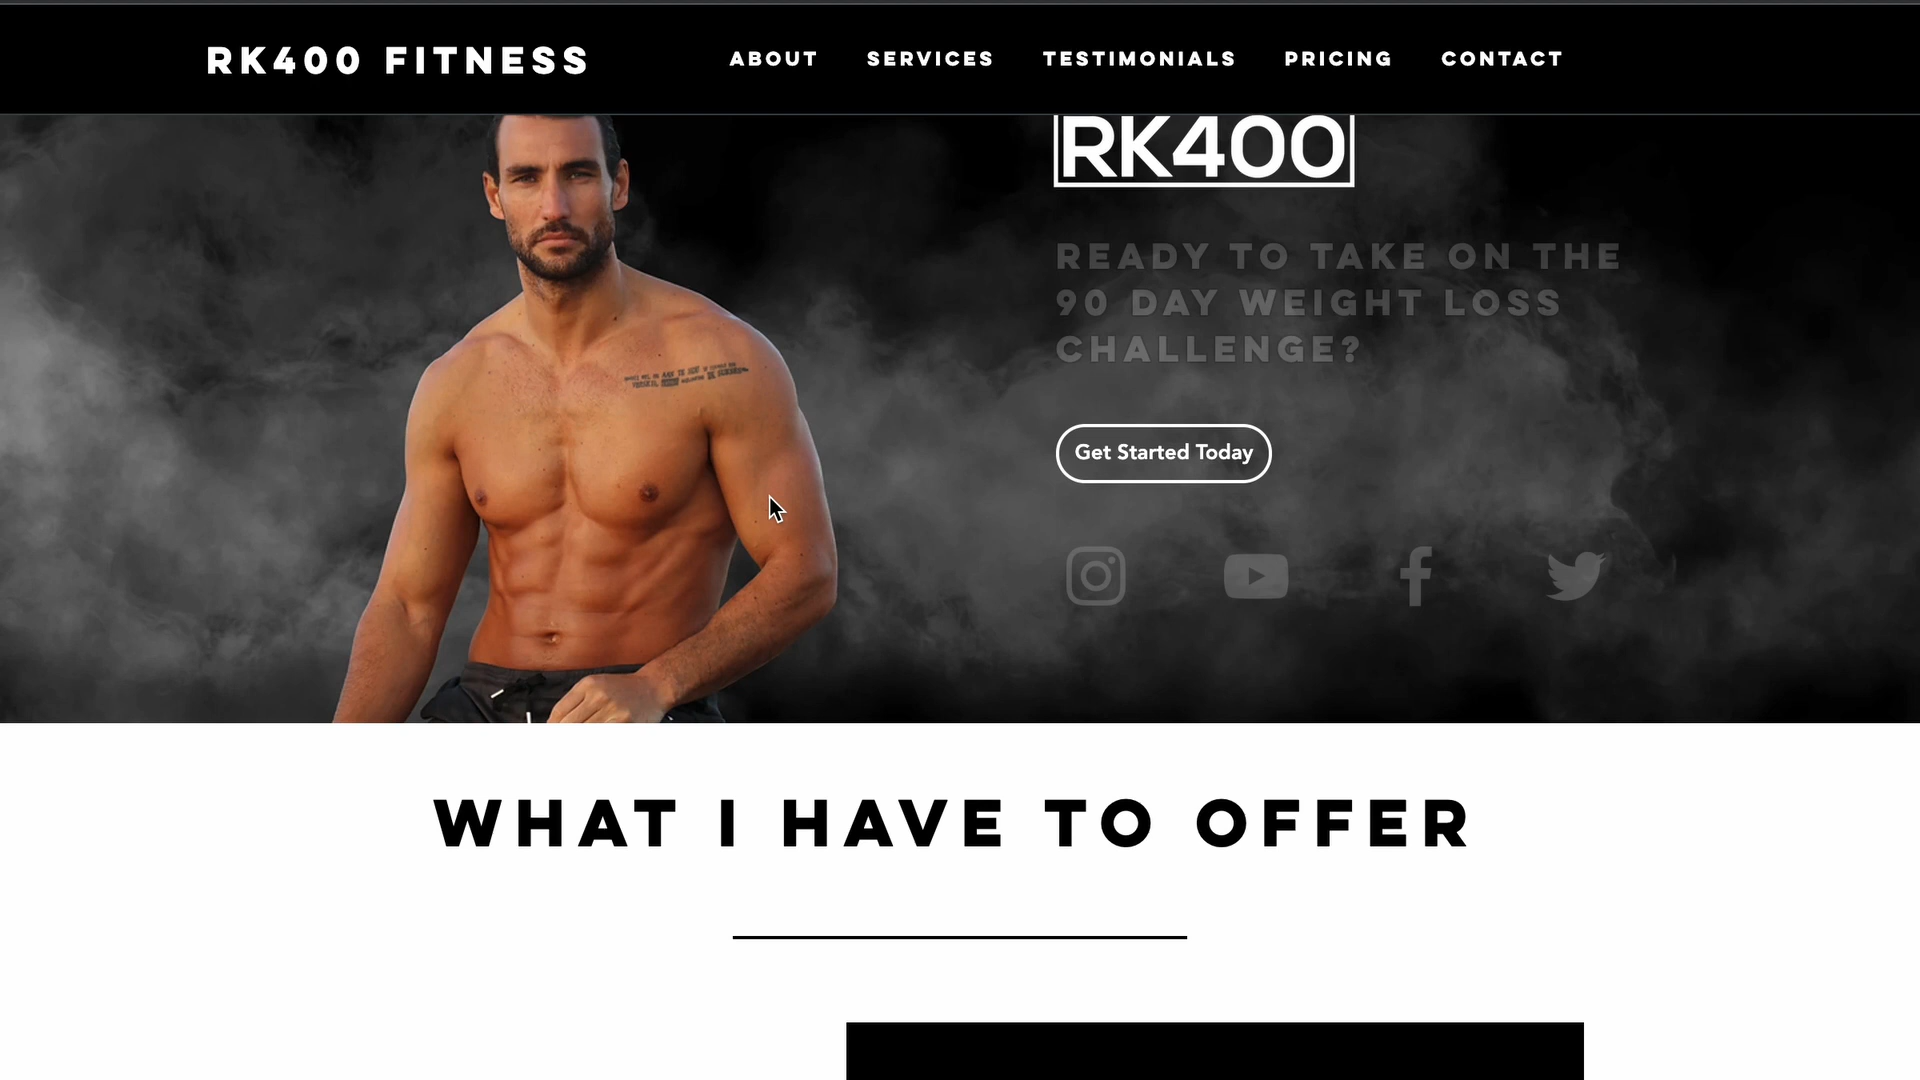 RK400 FITNESS
ABOUT SERVICES TESTIMONIALS PRICING CONTACT
RK400
READY TO TAKE ON THE
90 DAY WEIGHT LOSS
CHALLENGE?
Get Started Today
WHAT I HAVE TO OFFER